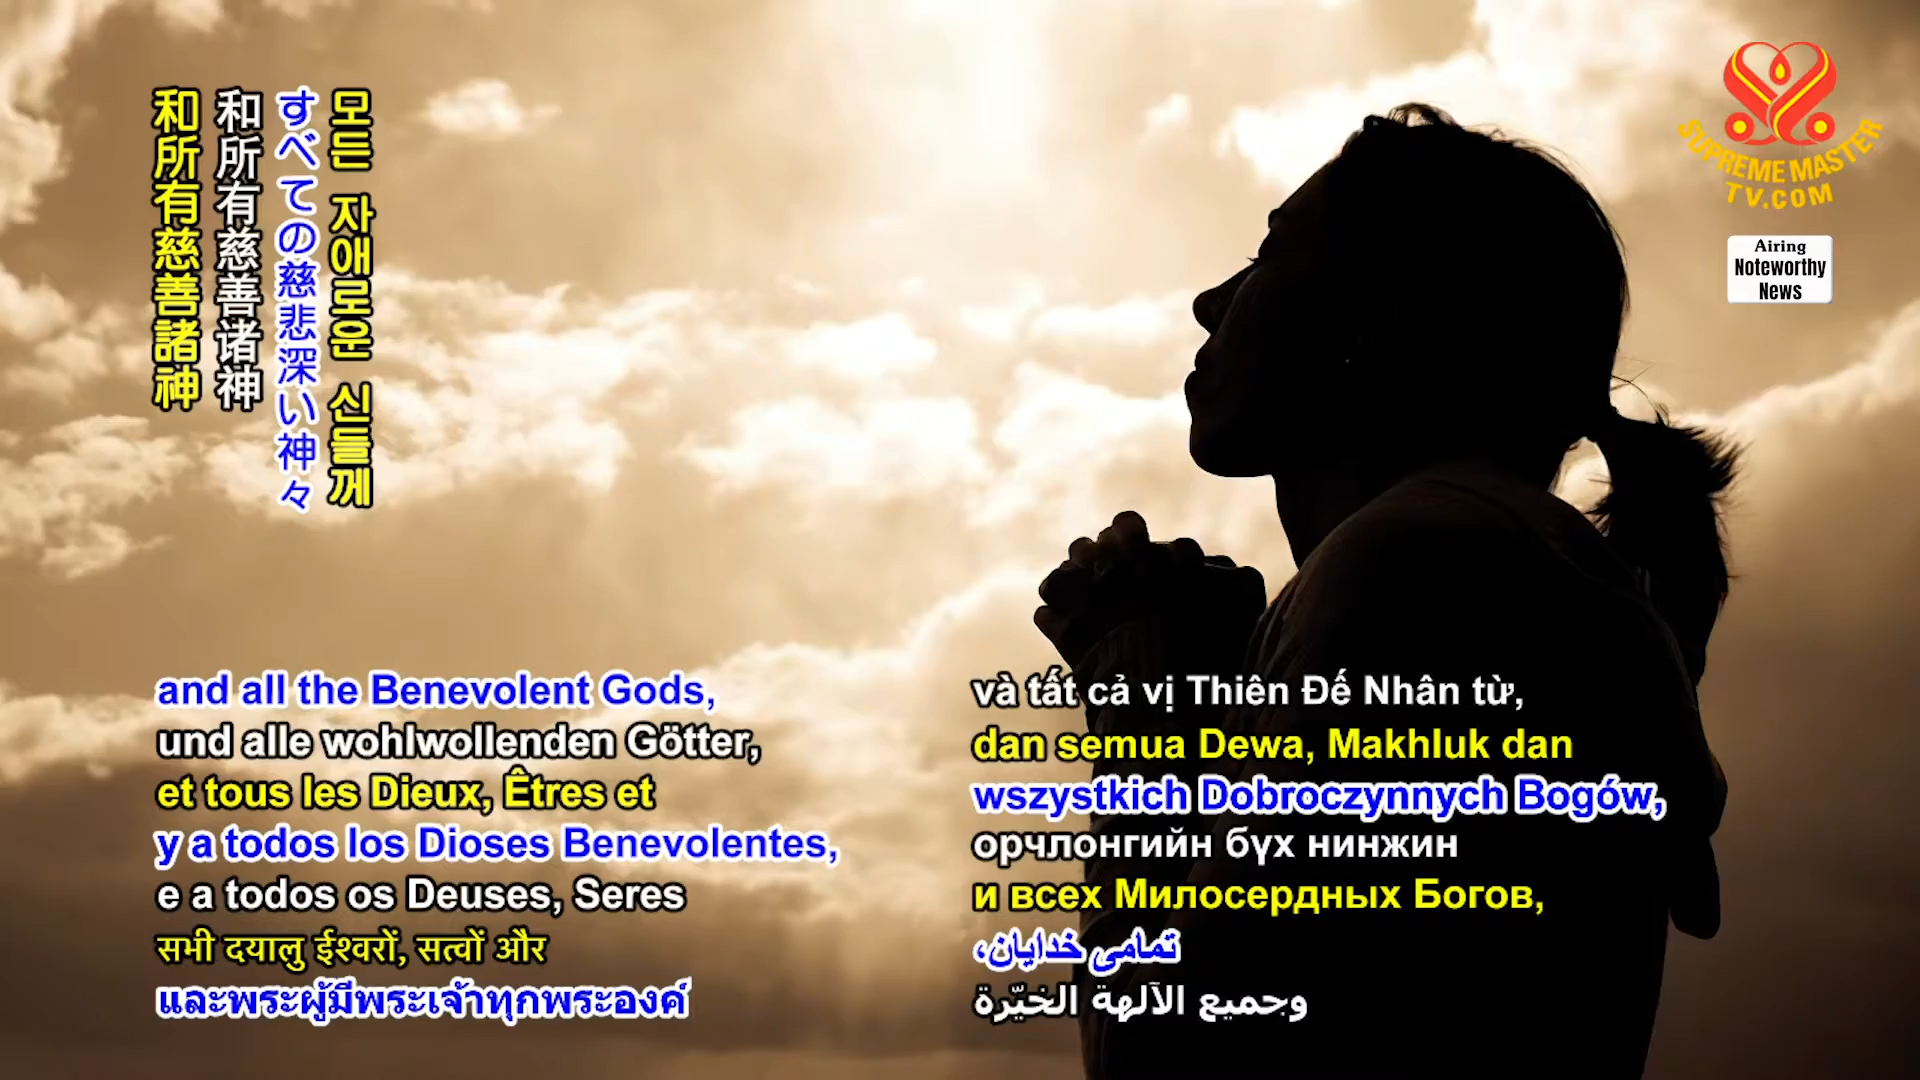 和所有慈善諸神
和所有慈善诸神
すべての慈悲深い神々
모든 자애로운 신들께
SUPREME MASTER
TV.COM
Airing
Noteworthy
News
and all the Benevolent Gods,
und alle wohlwollenden Götter,
et tous les Dieux, Êtres et
y a todos los Dioses Benevolentes,
e a todos os Deuses, Seres
सभी दयालु ईश्वरों, सत्वों और
และพระผู้มีพระเจ้าทุกพระองค์
và tất cả vị Thiên Đế Nhân từ,
dan semua Dewa, Makhluk dan
wszystkich Dobroczynnych Bogów,
орчлонгийн бүх нинжин
и всех Милосердных Богов,
تمامی خدایان،
وجميع الآلهة الخيّرة